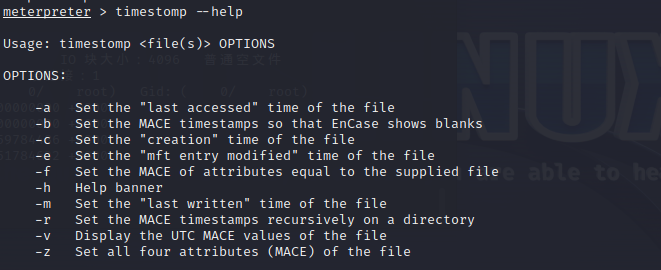 meterpreter > timestomp --help
Usage: timestomp <file(s)> OPTIONS
OPTIONS:
-a Set the "last accessed" time of the file
-b Set the MACE timestamps so that EnCase shows blanks
-c Set the "creation" time of the file
-e Set the "mft entry modified" time of the file
-f Set the MACE of attributes equal to the supplied file
-h Help banner
-m Set the "last written" time of the file
-r Set the MACE timestamps recursively on a directory
-v Display the UTC MACE values of the file
-z Set all four attributes (MACE) of the file